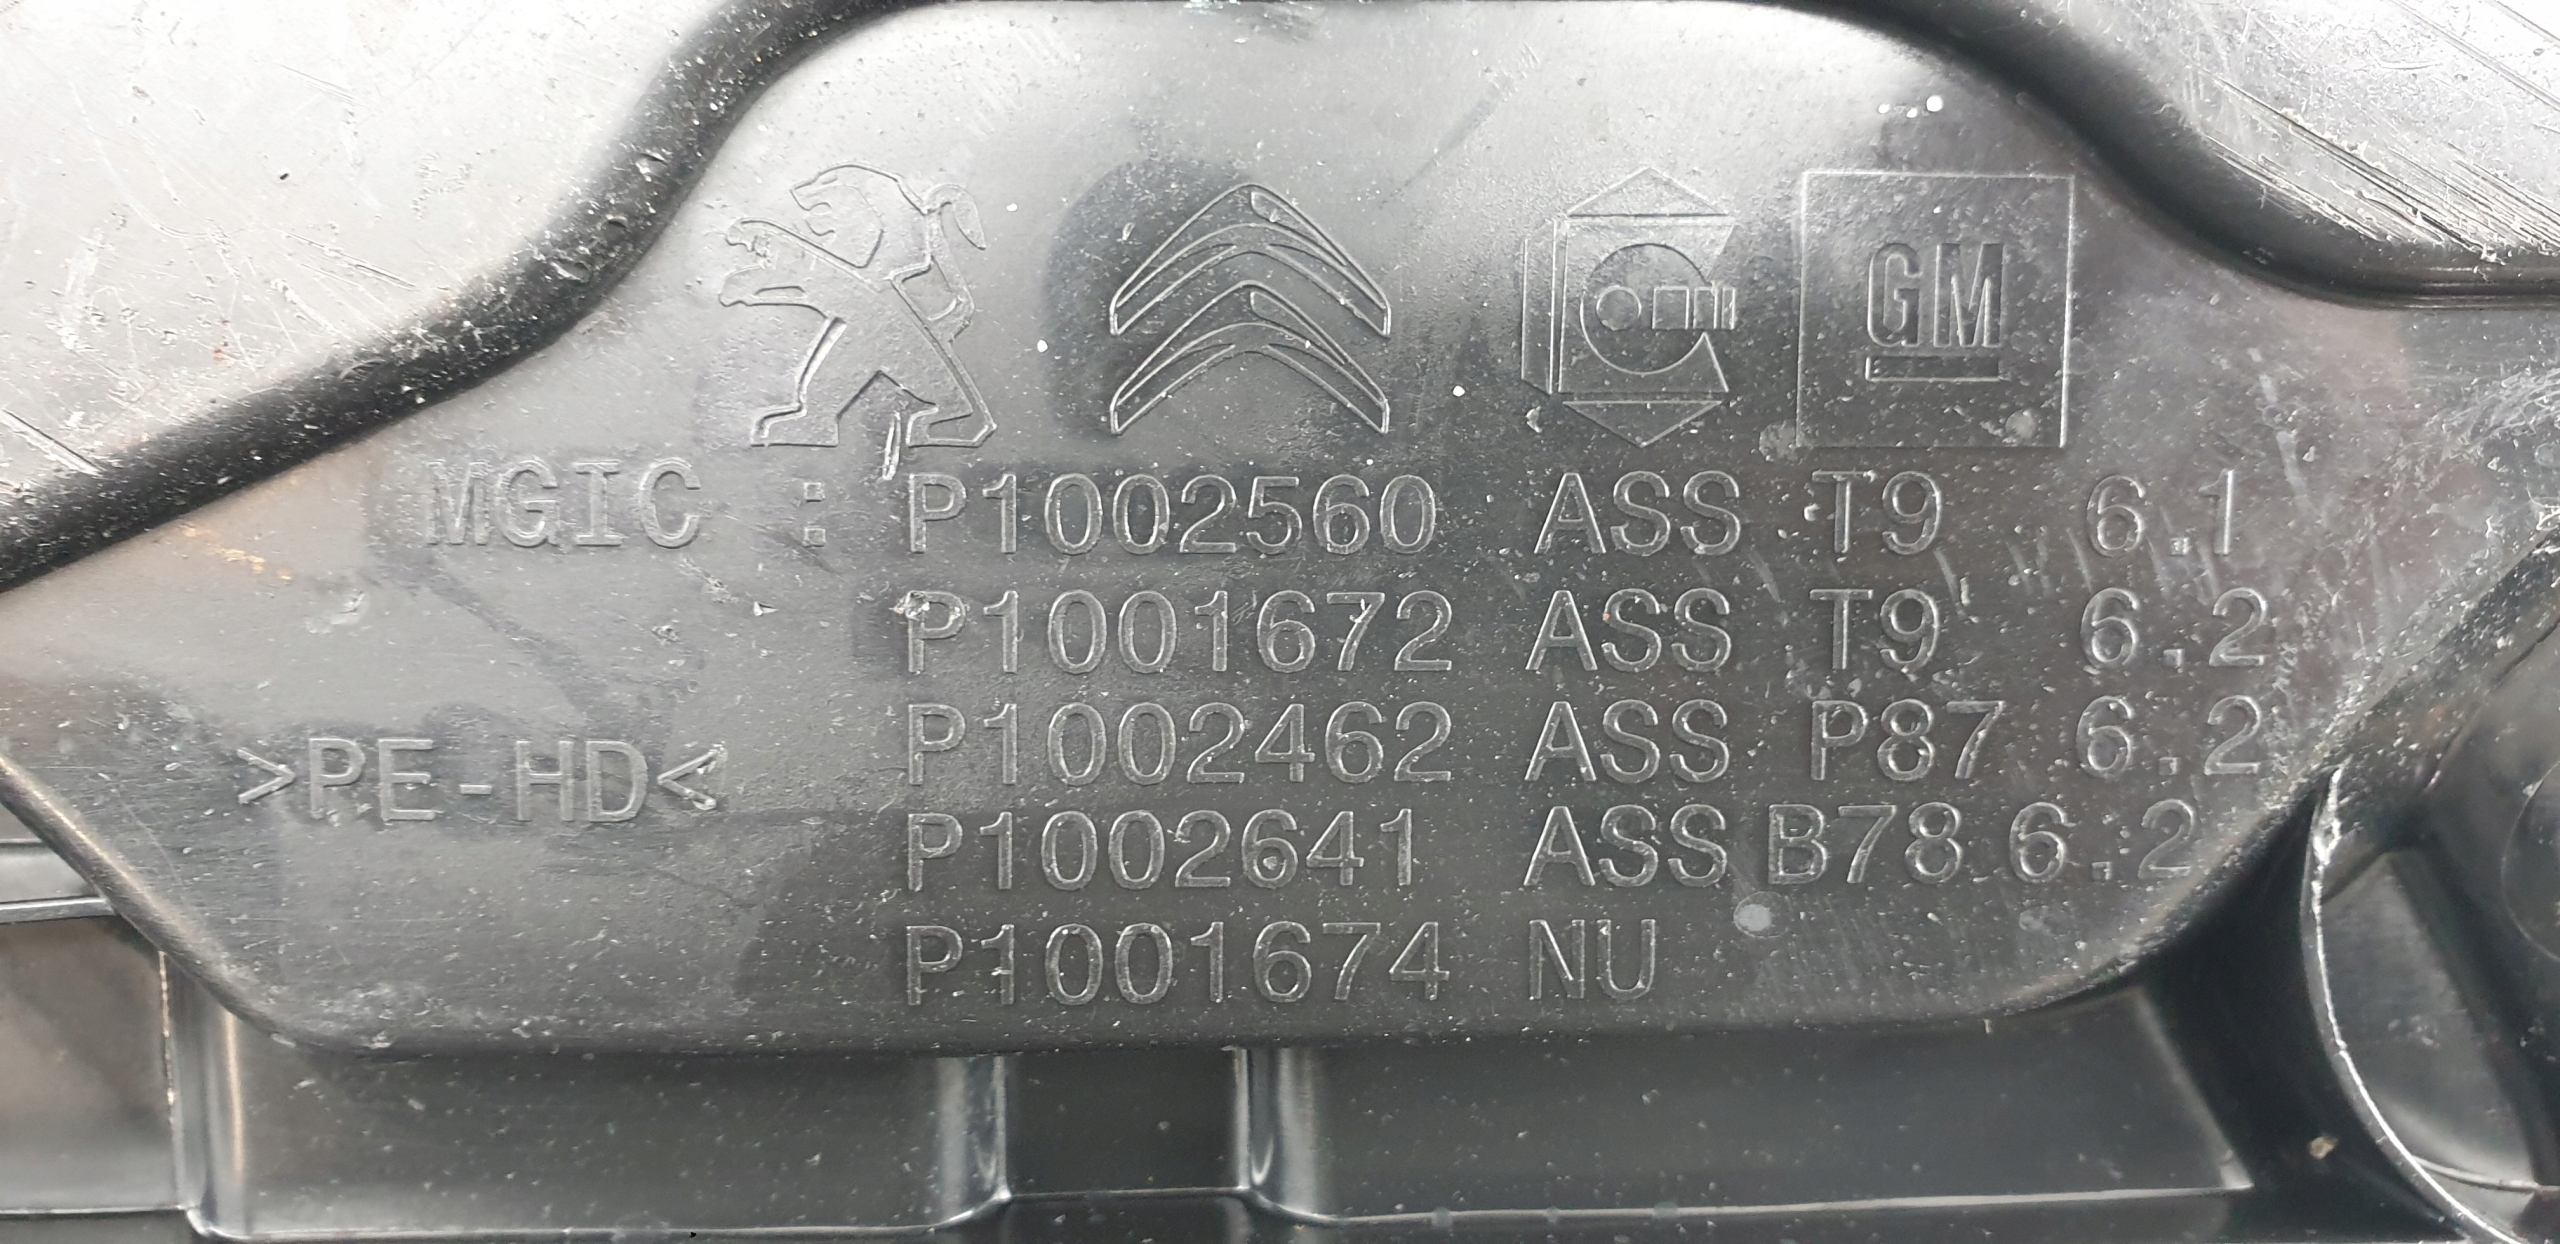 GM
MGIC : P1002560 ASS T9 6.1
P1001672 ASS T9 6.2
P1002462 ASS P87 6.2
>PE-HD<
P1002641 ASS B78 6.2
P1001674 NU